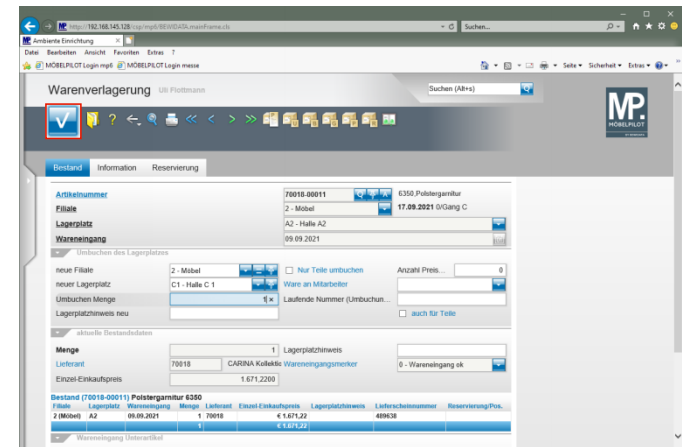 http://192.168.145.128/csp/mp6/BEWIDATA.mainFrame.cls
Suchen...
Ambiente Einrichtung
Datei Bearbeiten Ansicht Favoriten Extras ?
MÖBELPILOT Login mp6 MÖBELPILOT Login messe
Seite Sicherheit Extras
Warenverlagerung Uli Flottmann
Suchen (Alt+s)
MP.
MÖBELPILOT
Bestand Information Reservierung
Artikelnummer 70018-00011 6350,Polstergarnitur
Filiale 2 - Möbel 17.09.2021 0/Gang C
Lagerplatz A2 - Halle A2
Wareneingang 09.09.2021
Umbuchen des Lagerplatzes
neue Filiale 2 - Möbel Nur Teile umbuchen Anzahl Preis... 0
neuer Lagerplatz C1 - Halle C 1 Ware an Mitarbeiter
Umbuchen Menge 1 Laufende Nummer (Umbuchun...
Lagerplatzhinweis neu auch für Teile
aktuelle Bestandsdaten
Menge 1 Lagerplatzhinweis
Lieferant 70018 CARINA Kollektic Wareneingangsmerker 0 - Wareneingang ok
Einzel-Einkaufspreis 1.671,2200
Bestand (70018-00011) Polstergarnitur 6350
Filiale Lagerplatz Wareneingang Menge Lieferant Einzel-Einkaufspreis Lagerplatzhinweis Lieferscheinnummer Reservierung/Pos.
2 (Möbel) A2 09.09.2021 1 70018 € 1.671,22 489638
1 € 1.671,22
Wareneingang Unterartikel